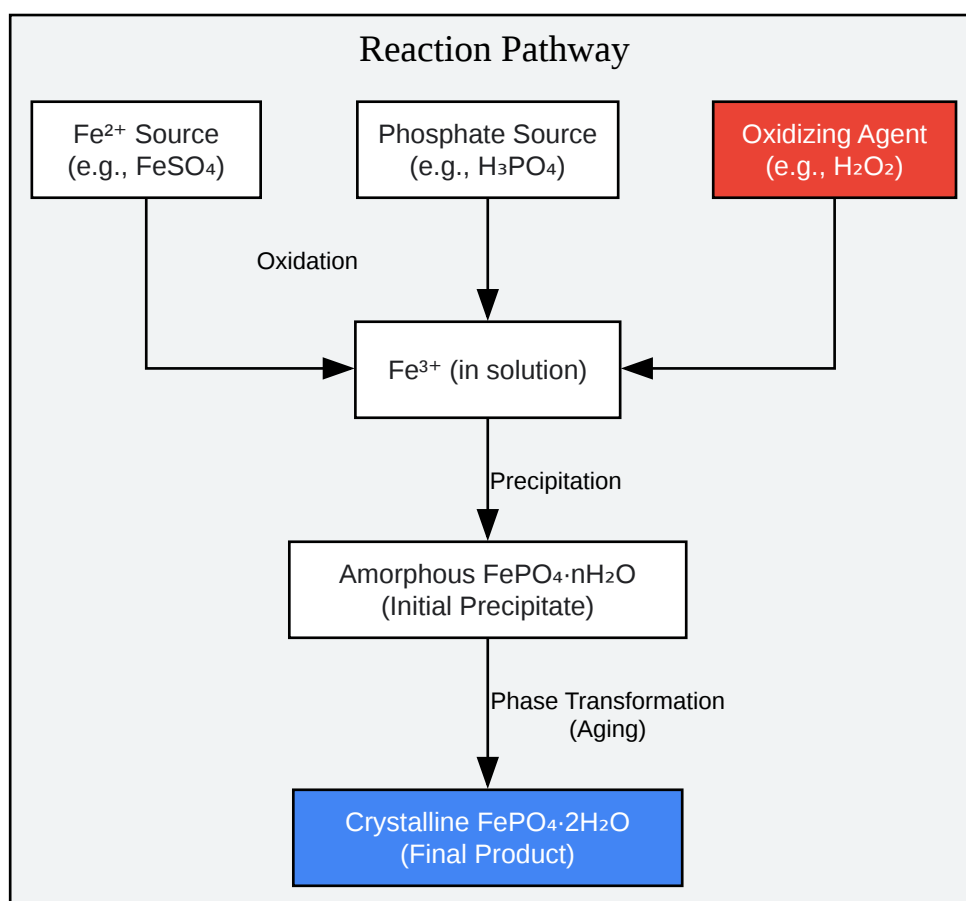 Reaction Pathway
Fe²⁺ Source
(e.g., FeSO₄)
Phosphate Source
(e.g., H₃PO₄)
Oxidizing Agent
(e.g., H₂O₂)
Oxidation
Fe³⁺ (in solution)
Precipitation
Amorphous FePO₄·nH₂O
(Initial Precipitate)
Phase Transformation
(Aging)
Crystalline FePO₄·2H₂O
(Final Product)